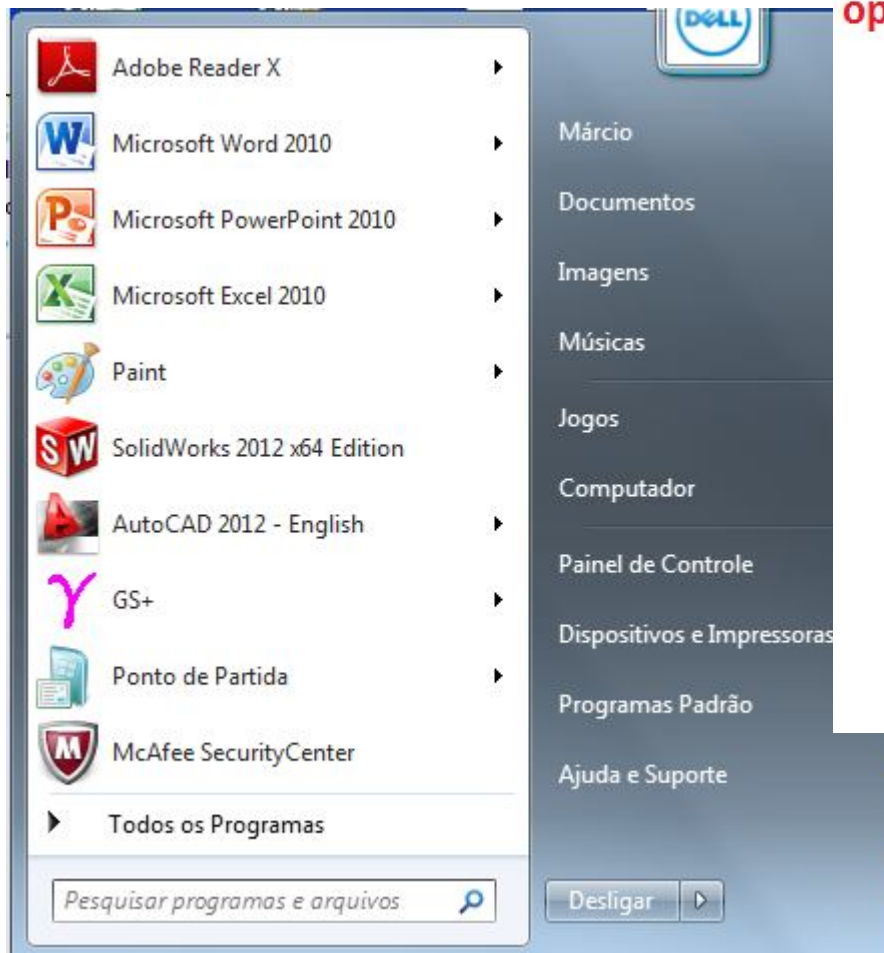 op
DELL
Adobe Reader X
Microsoft Word 2010
Microsoft PowerPoint 2010
Microsoft Excel 2010
Paint
SW
SolidWorks 2012 x64 Edition
AutoCAD 2012 - English
GS+
Ponto de Partida
McAfee SecurityCenter
Todos os Programas
Pesquisar programas e arquivos
Márcio
Documentos
Imagens
Músicas
Jogos
Computador
Painel de Controle
Dispositivos e Impressoras
Programas Padrão
Ajuda e Suporte
Desligar